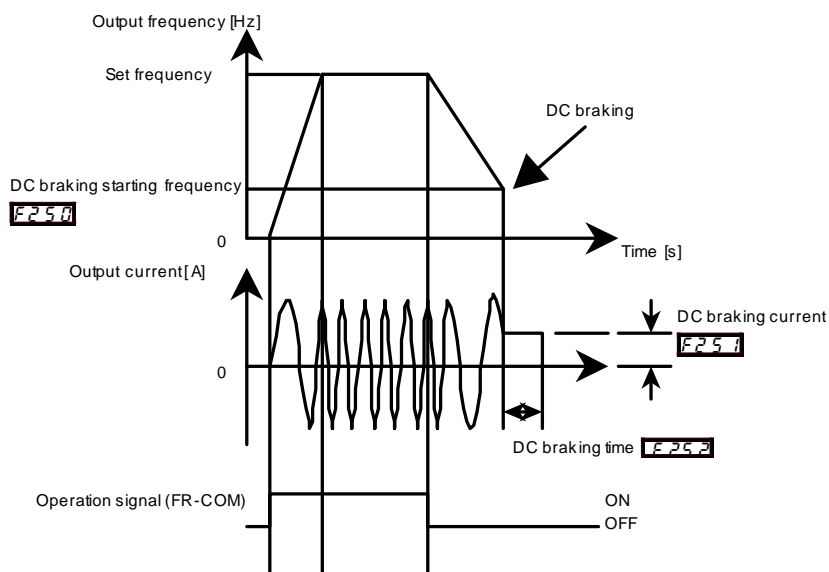 Output frequency [Hz]
Set frequency
DC braking
DC braking starting frequency
F250
0
Time [s]
Output current [A]
DC braking current
F251
0
DC braking time F252
Operation signal (FR-COM)
ON
OFF